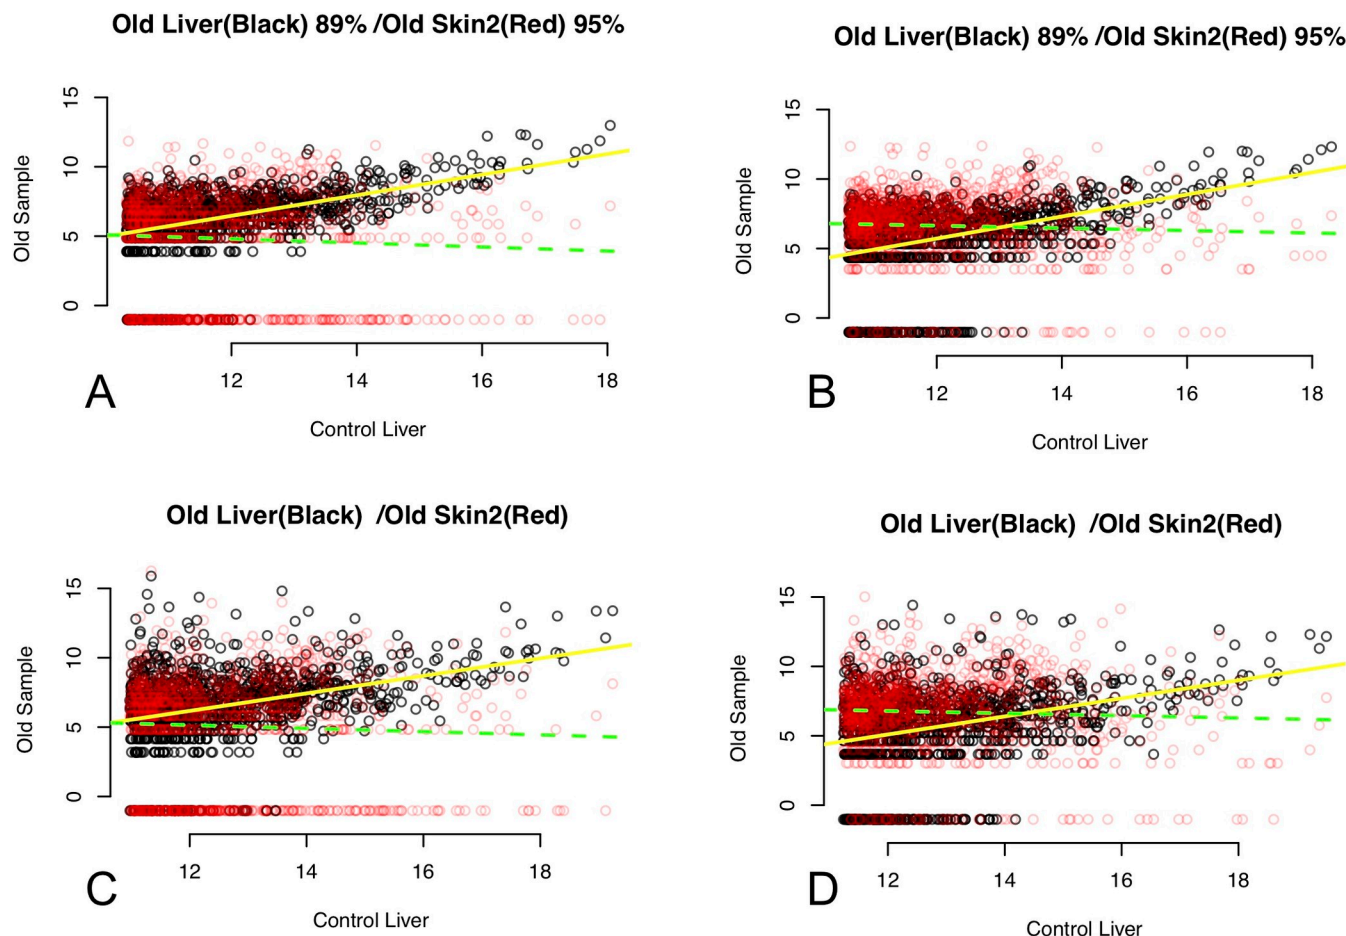 Old Liver(Black) 89% /Old Skin2(Red) 95%
15
10
5
0
Old Sample
12 14 16 18
Control Liver
A
Old Liver(Black) 89% /Old Skin2(Red) 95%
15
10
5
0
Old Sample
12 14 16 18
Control Liver
B
Old Liver(Black) /Old Skin2(Red)
15
10
5
0
Old Sample
12 14 16 18
Control Liver
C
Old Liver(Black) /Old Skin2(Red)
15
10
5
0
Old Sample
12 14 16 18
Control Liver
D